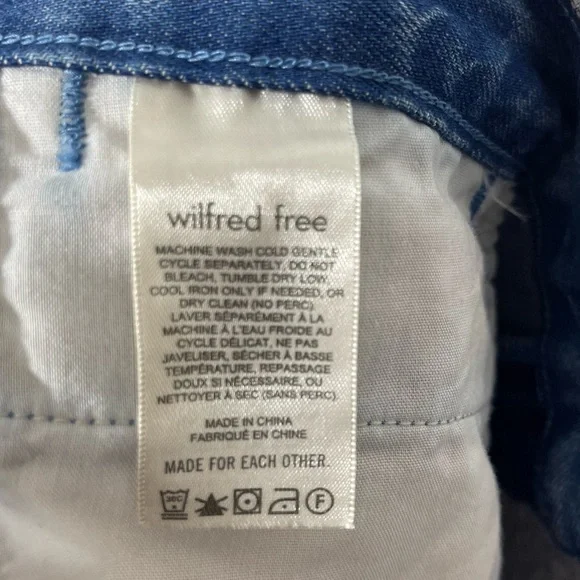 wilfred free
MACHINE WASH COLD GENTLE
CYCLE SEPARATELY, DO NOT
BLEACH, TUMBLE DRY LOW,
COOL IRON ONLY IF NEEDED, OR
DRY CLEAN (NO PERC).
LAVER SÉPARÉMENT À LA
MACHINE À L'EAU FROIDE AU
CYCLE DÉLICAT, NE PAS
JAVELISER, SÉCHER À BASSE
TEMPÉRATURE, REPASSAGE
DOUX SI NÉCESSAIRE, OU
NETTOYER À SEC (SANS PERC).
MADE IN CHINA
FABRIQUÉ EN CHINE
MADE FOR EACH OTHER.
30C F